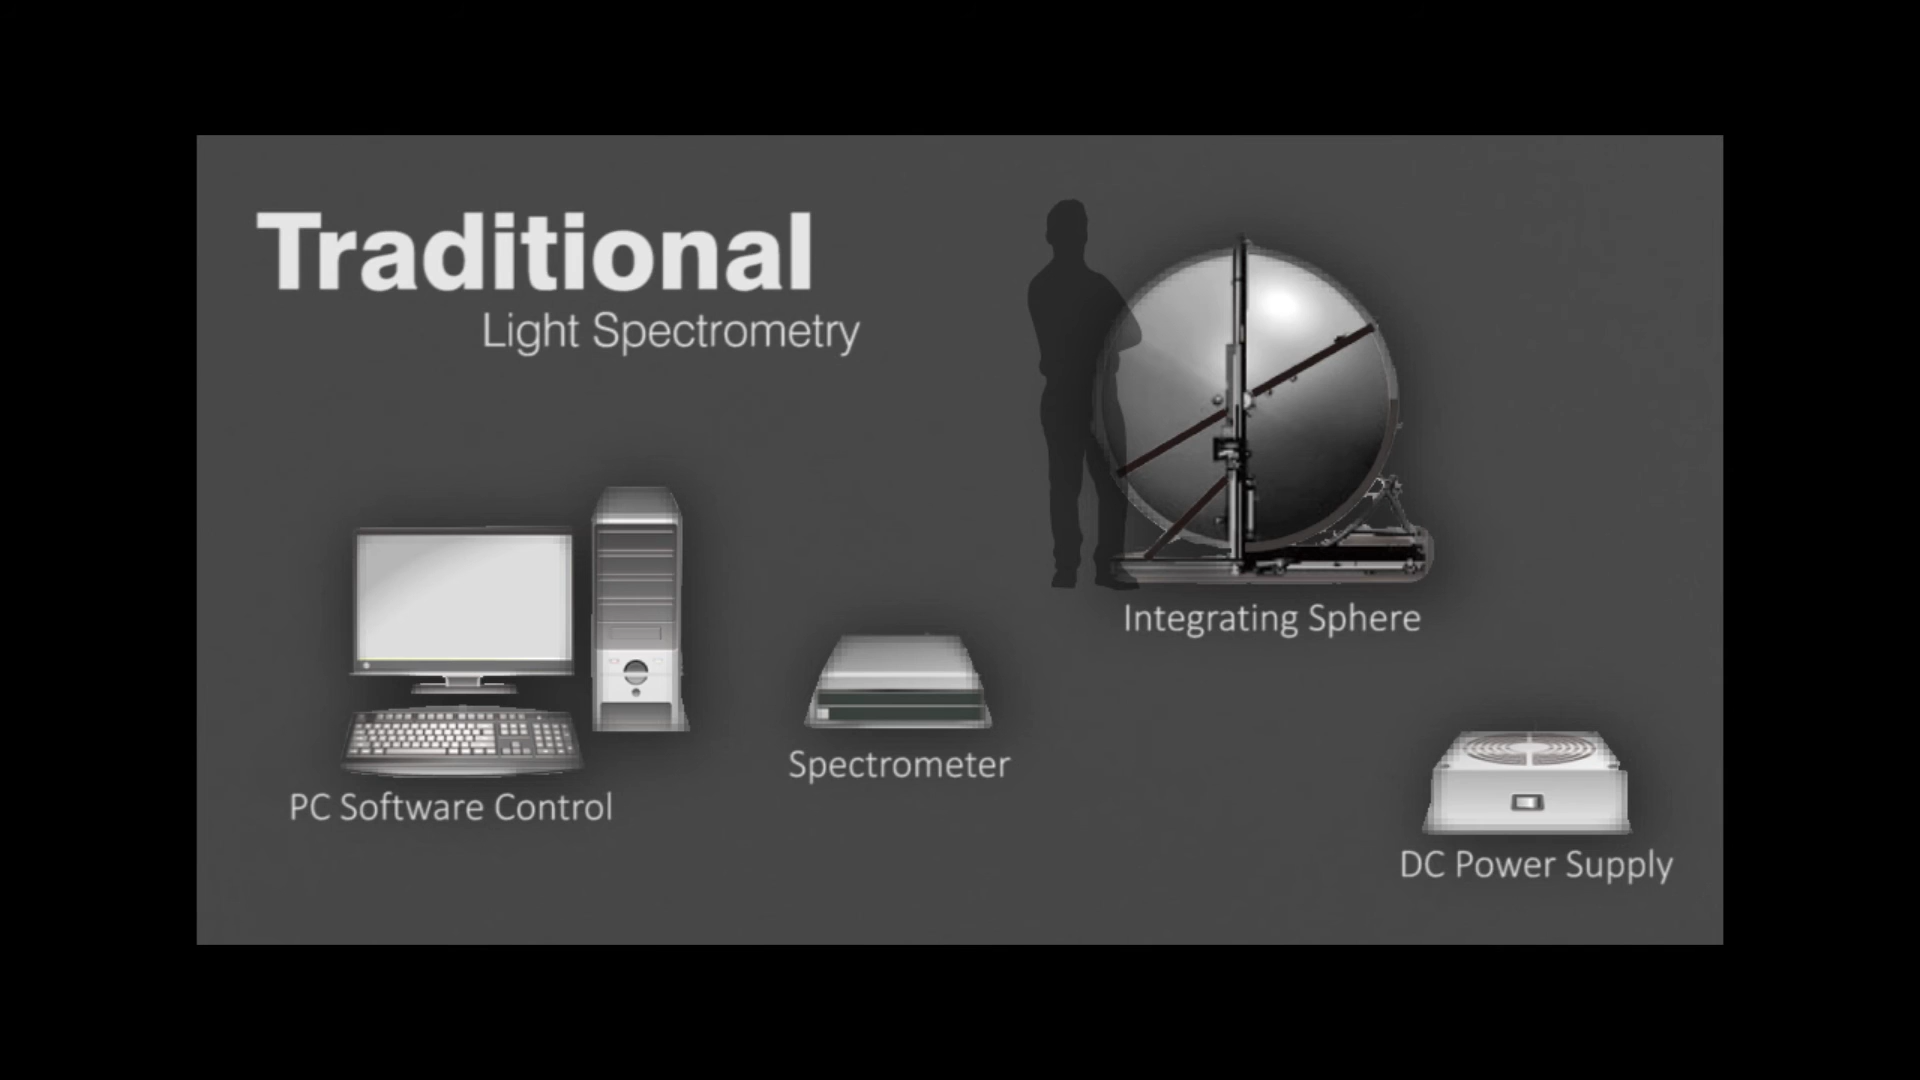 Traditional
Light Spectrometry
Integrating Sphere
Spectrometer
PC Software Control
DC Power Supply